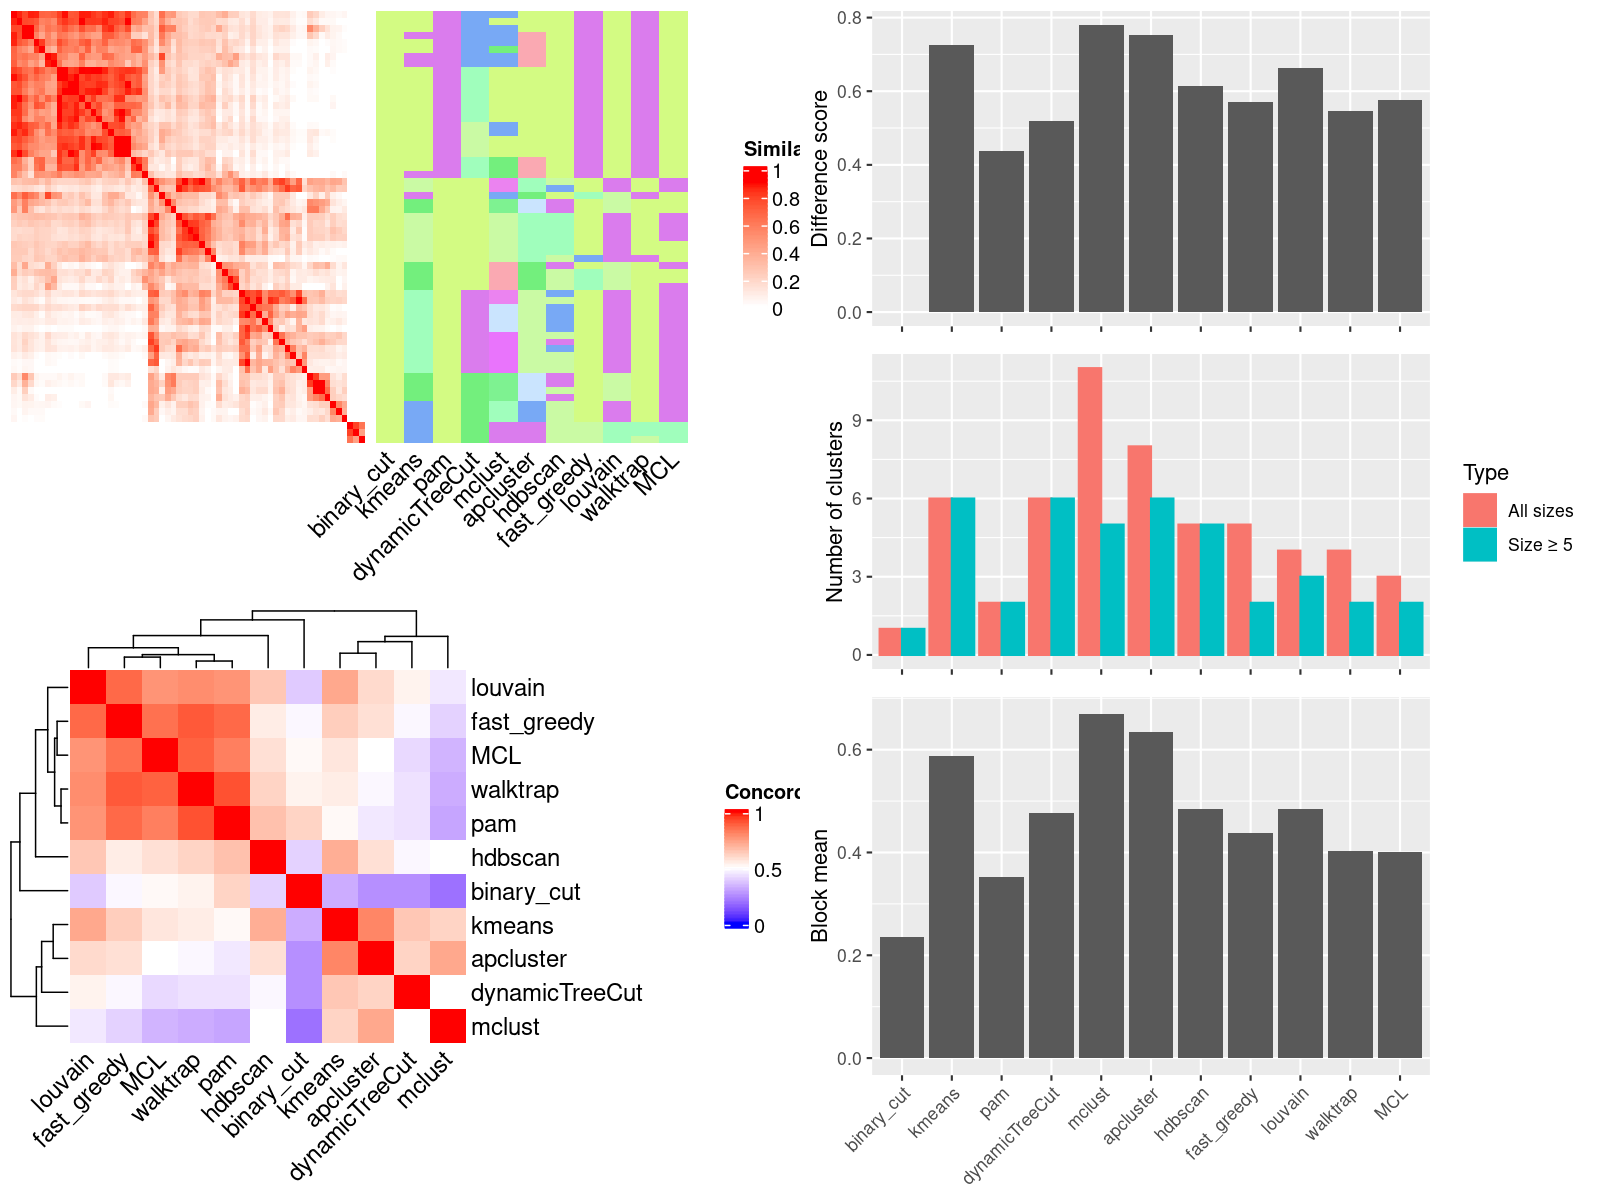 Simila
1
0.8
0.6
0.4
0.2
0
binary_cut
kmeans
pam
dynamicTreeCut
mclust
apcluster
hdbscan
fast_greedy
louvain
walktrap
MCL
louvain
fast_greedy
MCL
walktrap
pam
hdbscan
binary_cut
kmeans
apcluster
dynamicTreeCut
mclust
Concord
1
0.5
0
louvain
fast_greedy
MCL
walktrap
pam
hdbscan
binary_cut
kmeans
apcluster
dynamicTreeCut
mclust
Difference score
0.8
0.6
0.4
0.2
0.0
Number of clusters
9
6
3
0
Type
All sizes
Size ≥ 5
Block mean
0.6
0.4
0.2
0.0
binary_cut
kmeans
pam
dynamicTreeCut
mclust
apcluster
hdbscan
fast_greedy
louvain
walktrap
MCL